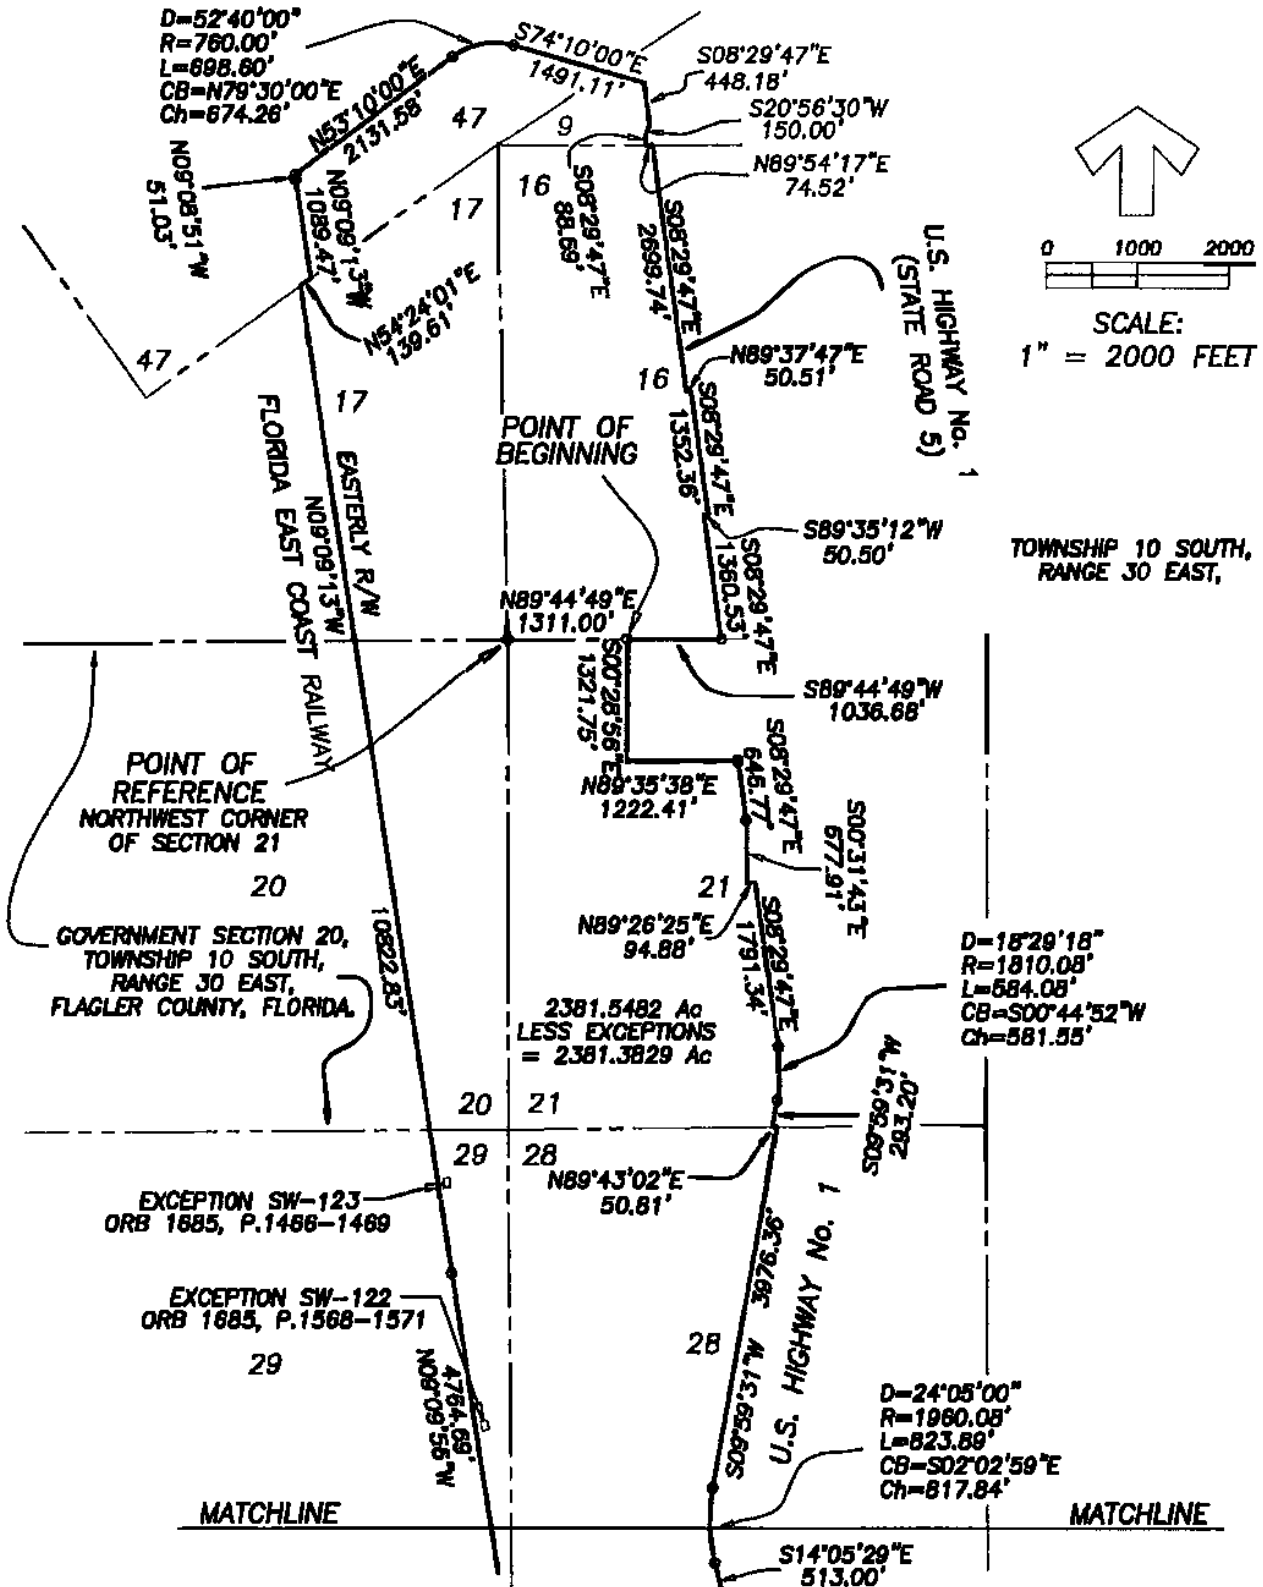 D=52°40'00"
R=760.00'
L=698.60'
CB=N79°30'00"E
Ch=674.26'
S74°10'00"E
1491.11'
S08°29'47"E
448.18'
S20°56'30"W
150.00'
N89°54'17"E
74.52'
N53°10'00"E
2131.58'
47
9
N09°08'51"W
51.03'
N09°09'13"W
1089.47'
17
16
S08°29'47"E
88.69'
S08°29'47"E
2699.74'
U.S. HIGHWAY No. 1
(STATE ROAD 5)
0 1000 2000
SCALE:
1" = 2000 FEET
N54°24'01"E
139.61'
47
17
16
N89°37'47"E
50.51'
S08°29'47"E
1352.36'
POINT OF
BEGINNING
FLORIDA EAST COAST RAILWAY
EASTERLY R/W
N09°09'13"W
10822.83'
S89°35'12"W
50.50'
TOWNSHIP 10 SOUTH,
RANGE 30 EAST,
S08°29'47"E
1360.53'
N89°44'49"E
1311.00'
S89°44'49"W
1036.68'
S00°28'56"E
1321.75'
POINT OF
REFERENCE
NORTHWEST CORNER
OF SECTION 21
N89°35'38"E
1222.41'
S08°29'47"E
646.77'
S00°31'43"E
677.91'
20
21
N89°26'25"E
94.88'
S08°29'47"E
1791.34'
GOVERNMENT SECTION 20,
TOWNSHIP 10 SOUTH,
RANGE 30 EAST,
FLAGLER COUNTY, FLORIDA.
D=18°29'18"
R=1810.08'
L=584.08'
CB=S00°44'52"W
Ch=581.55'
2381.5482 Ac
LESS EXCEPTIONS
= 2381.3829 Ac
S09°59'31"W
293.20'
20
21
29
28
N89°43'02"E
50.81'
EXCEPTION SW-123
ORB 1685, P.1466-1469
EXCEPTION SW-122
ORB 1685, P.1568-1571
29
28
S09°59'31"W 3976.36'
U.S. HIGHWAY No. 1
4764.69'
N09°09'56"W
D=24°05'00"
R=1960.08'
L=823.89'
CB=S02°02'59"E
Ch=817.84'
MATCHLINE
MATCHLINE
S14°05'29"E
513.00'